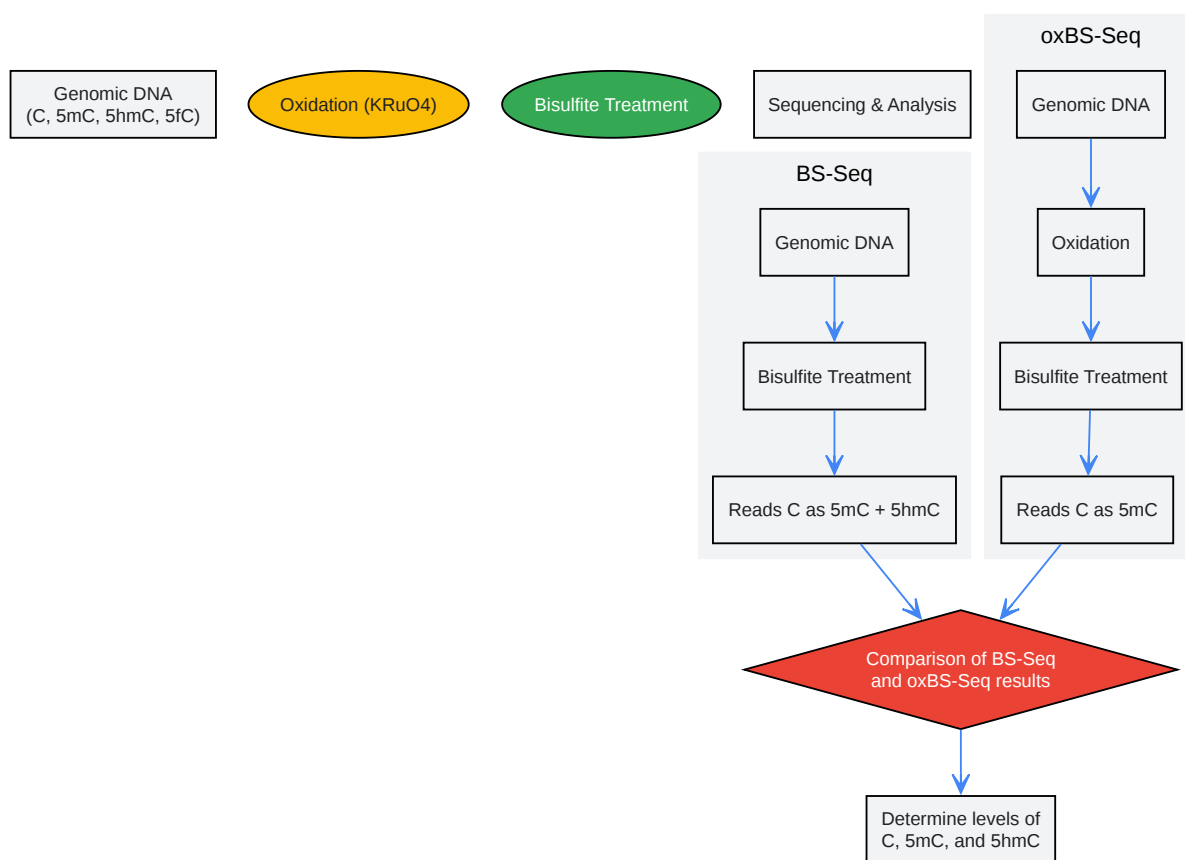 oxBS-Seq
Genomic DNA
(C, 5mC, 5hmC, 5fC)
Oxidation (KRuO4)
Bisulfite Treatment
Sequencing & Analysis
Genomic DNA
BS-Seq
Genomic DNA
Oxidation
Bisulfite Treatment
Bisulfite Treatment
Reads C as 5mC + 5hmC
Reads C as 5mC
Comparison of BS-Seq
and oxBS-Seq results
Determine levels of
C, 5mC, and 5hmC